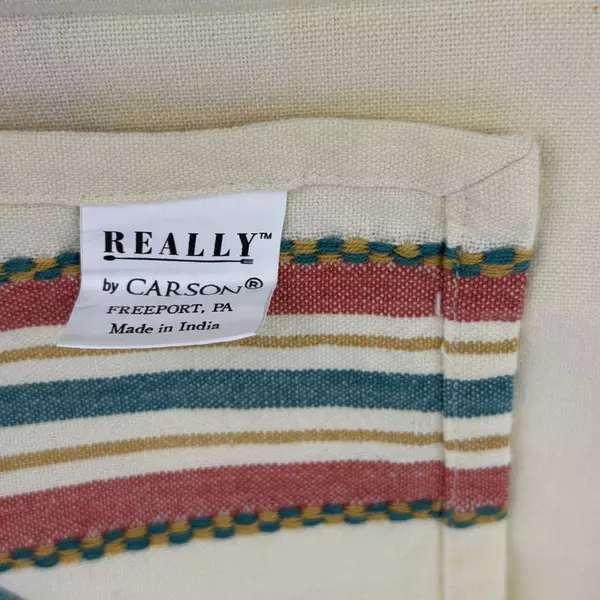 REALLY™
by CARSON®
FREEPORT, PA
Made in India